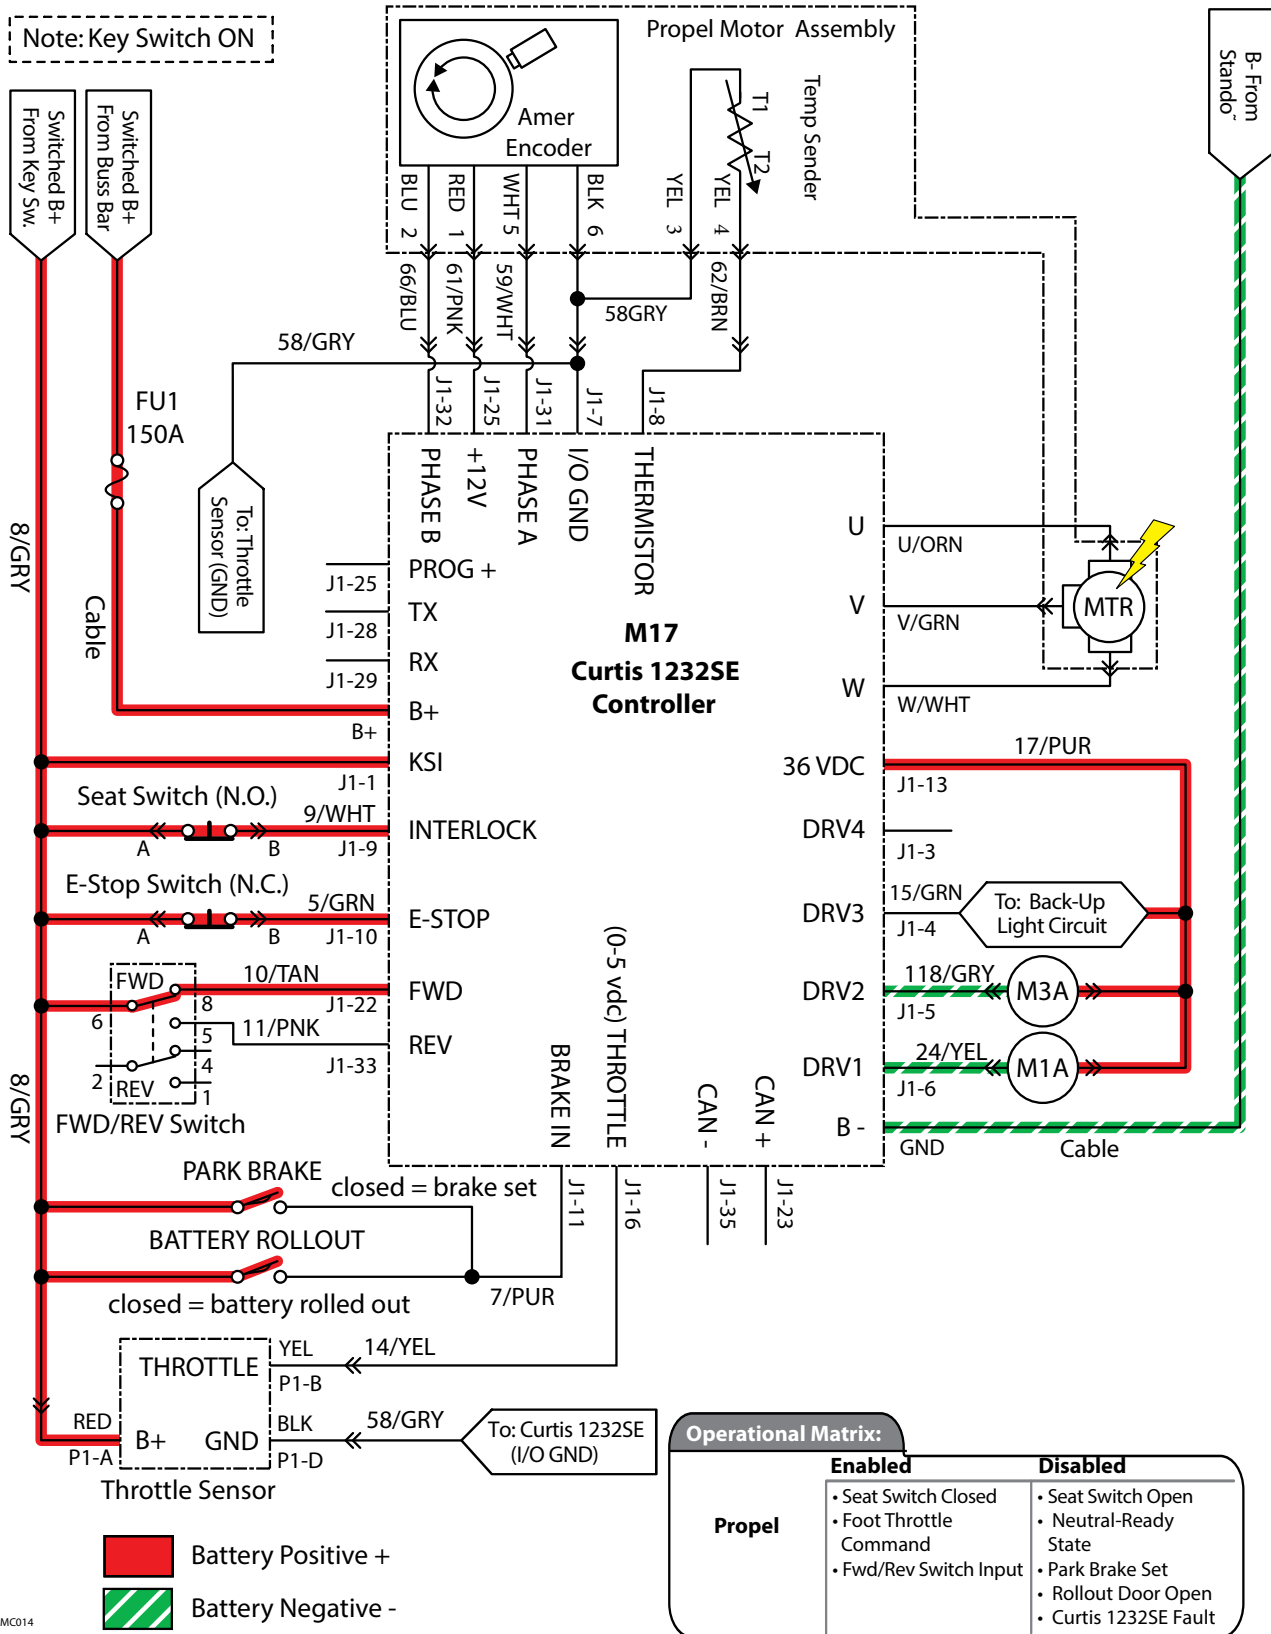 Note: Key Switch ON
Propel Motor Assembly
B- From
Stando~
Switched B+
From Key Sw.
Switched B+
From Buss Bar
Amer
Encoder
T1
T2
Temp Sender
BLU 2
RED 1
WHT 5
BLK 6
YEL 3
YEL 4
66/BLU
61/PNK
59/WHT
58GRY
62/BRN
58/GRY
J1-32
J1-25
J1-31
J1-7
J1-8
FU1
150A
To: Throttle
Sensor (GND)
8/GRY
Cable
PHASE B
+12V
PHASE A
I/O GND
THERMISTOR
PROG +
J1-25
TX
J1-28
RX
J1-29
B+
B+
KSI
J1-1
M17
Curtis 1232SE
Controller
U
U/ORN
V
V/GRN
W
W/WHT
MTR
36 VDC
17/PUR
J1-13
Seat Switch (N.O.)
9/WHT
A
B
J1-9
INTERLOCK
DRV4
J1-3
E-Stop Switch (N.C.)
5/GRN
A
B
J1-10
E-STOP
DRV3
15/GRN
J1-4
To: Back-Up
Light Circuit
FWD
10/TAN
8
6
J1-22
FWD
DRV2
118/GRY
J1-5
M3A
11/PNK
5
J1-33
REV
4
2
REV
1
FWD/REV Switch
DRV1
24/YEL
J1-6
M1A
8/GRY
BRAKE IN
(0-5 vdc) THROTTLE
CAN -
CAN +
B -
GND
Cable
J1-11
J1-16
J1-35
J1-23
PARK BRAKE
closed = brake set
BATTERY ROLLOUT
closed = battery rolled out
7/PUR
THROTTLE
YEL
14/YEL
P1-B
RED
P1-A
B+
GND
BLK
58/GRY
P1-D
To: Curtis 1232SE
(I/O GND)
Throttle Sensor
Battery Positive +
Battery Negative -
Operational Matrix:
Enabled
Disabled
Propel
• Seat Switch Closed
• Foot Throttle
Command
• Fwd/Rev Switch Input
• Seat Switch Open
• Neutral-Ready
State
• Park Brake Set
• Rollout Door Open
• Curtis 1232SE Fault
MC014